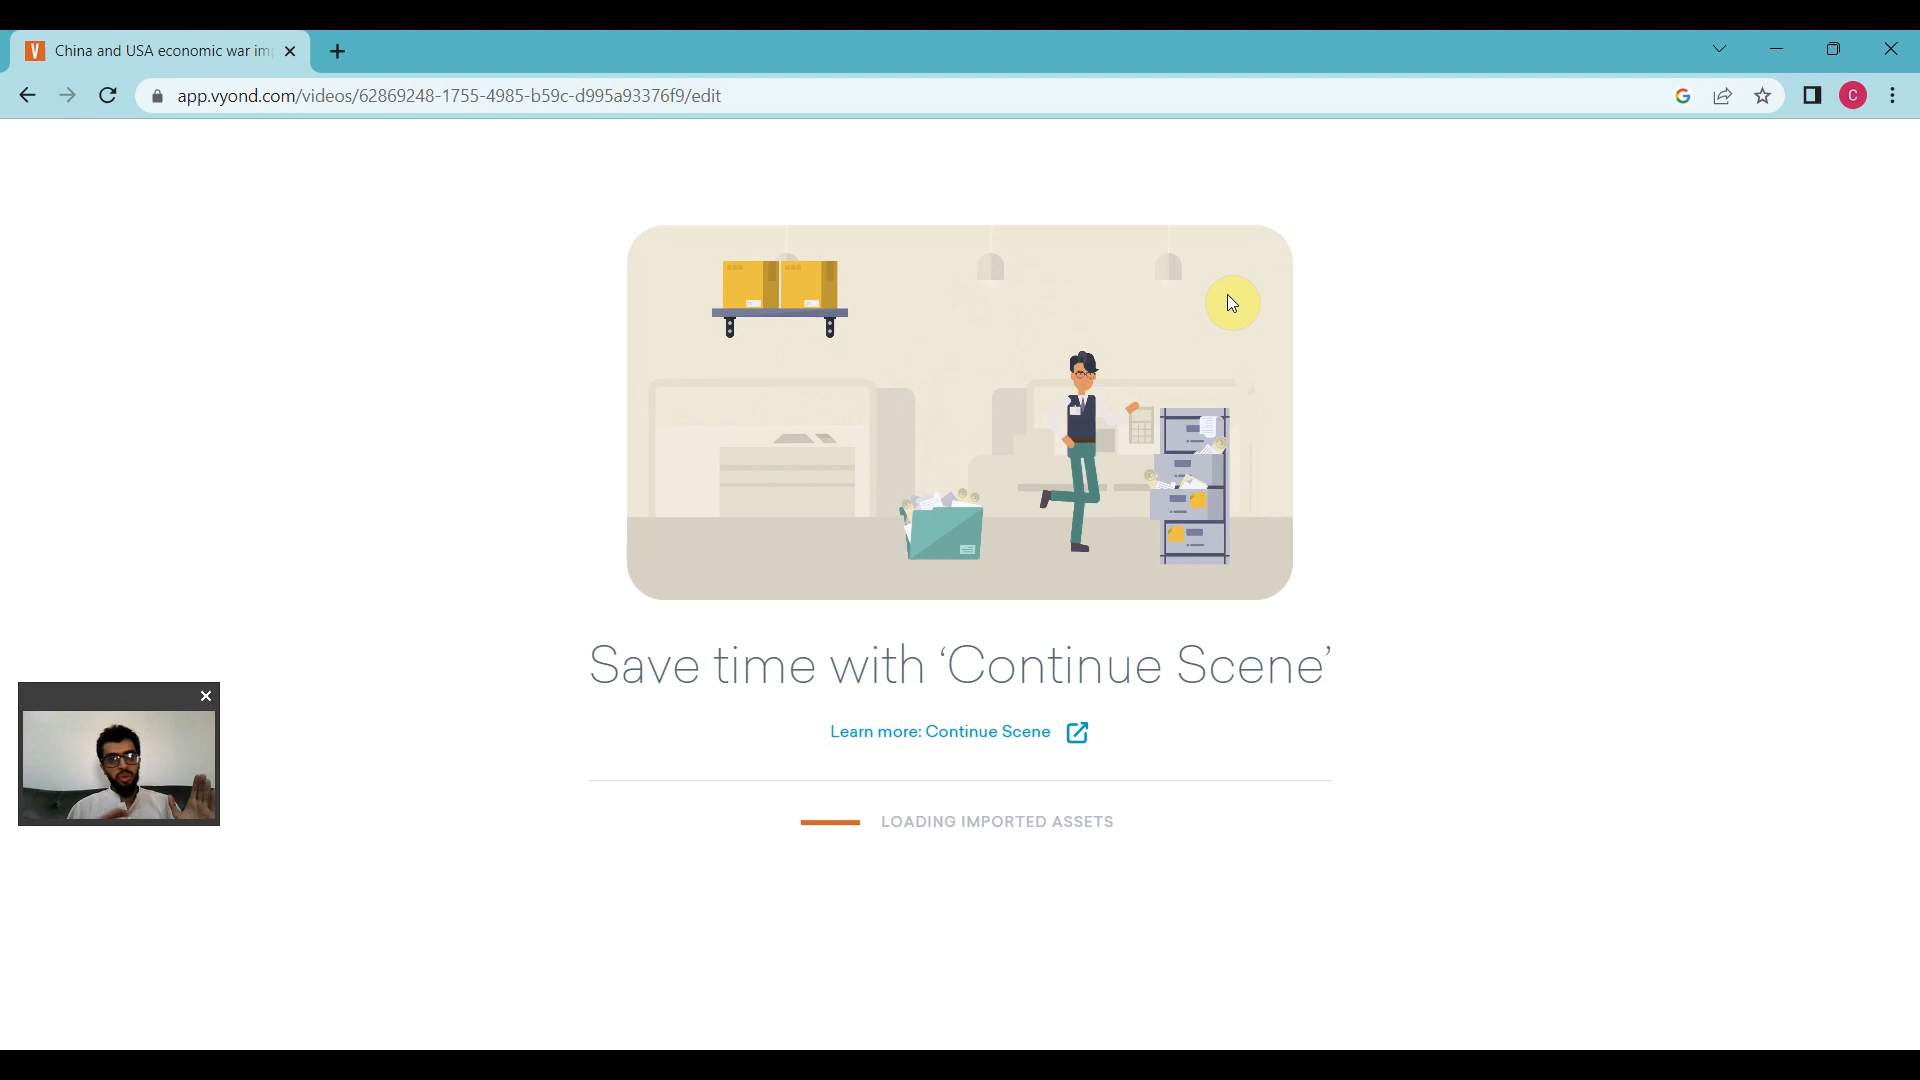 China and USA economic war im
app.vyond.com/videos/62869248-1755-4985-b59c-d995a93376f9/edit
C
Save time with ‘Continue Scene’
Learn more: Continue Scene
LOADING IMPORTED ASSETS